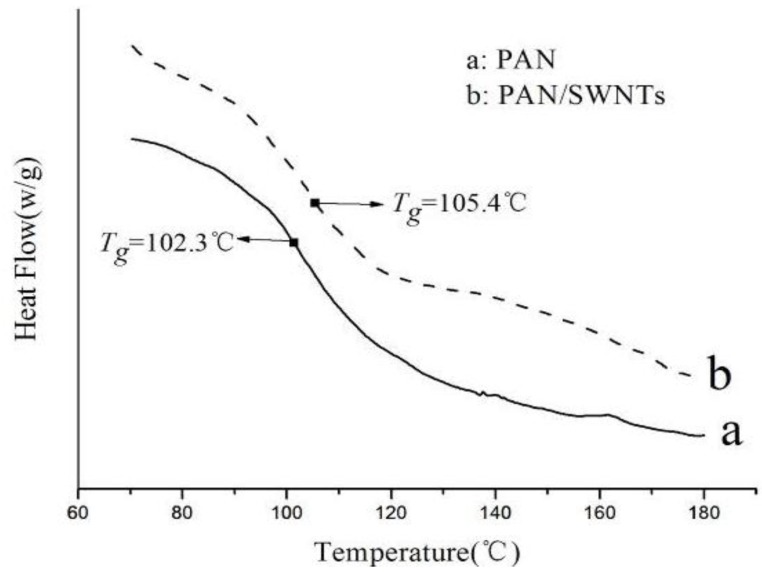 a: PAN
b: PAN/SWNTs
Tg=105.4℃
Tg=102.3℃
Heat Flow(w/g)
b
a
60 80 100 120 140 160 180
Temperature(℃)